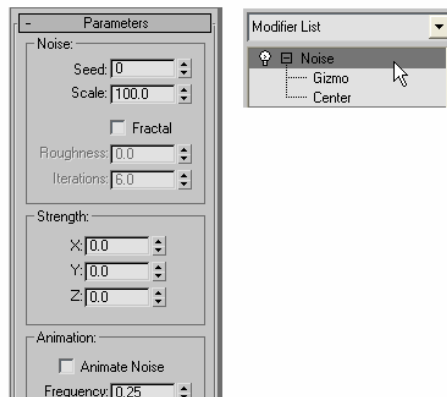 - Parameters
Noise:
Seed: 0
Scale: 100.0
Fractal
Roughness: 0.0
Iterations: 6.0
Strength:
X: 0.0
Y: 0.0
Z: 0.0
Animation:
Animate Noise
Frequency: 0.25
Modifier List
Noise
Gizmo
Center